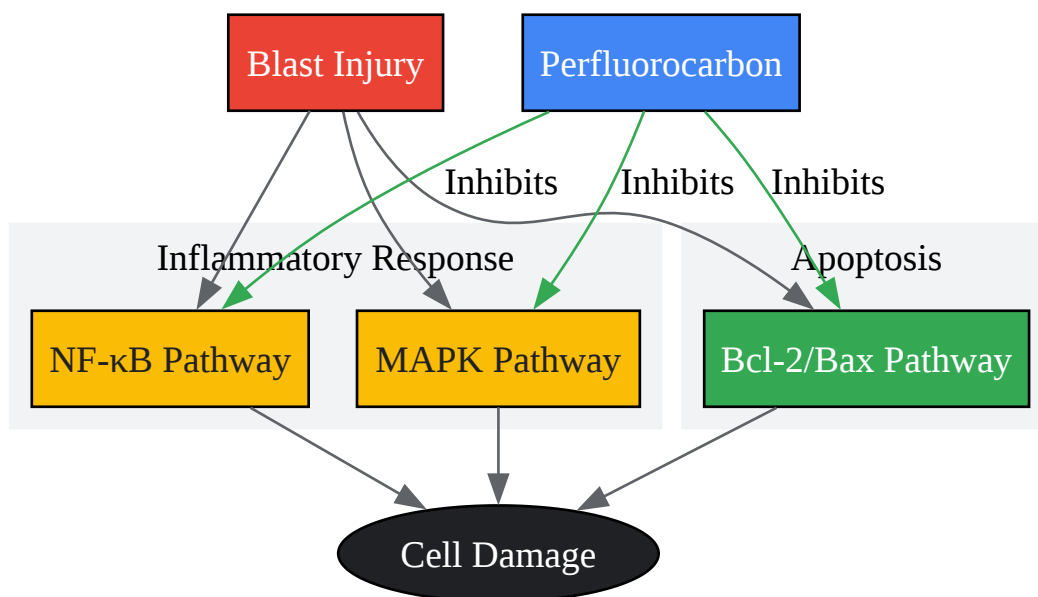 Blast Injury
Perfluorocarbon
Inhibits
Inhibits
Inhibits
Inflammatory Response
Apoptosis
NF-κB Pathway
MAPK Pathway
Bcl-2/Bax Pathway
Cell Damage